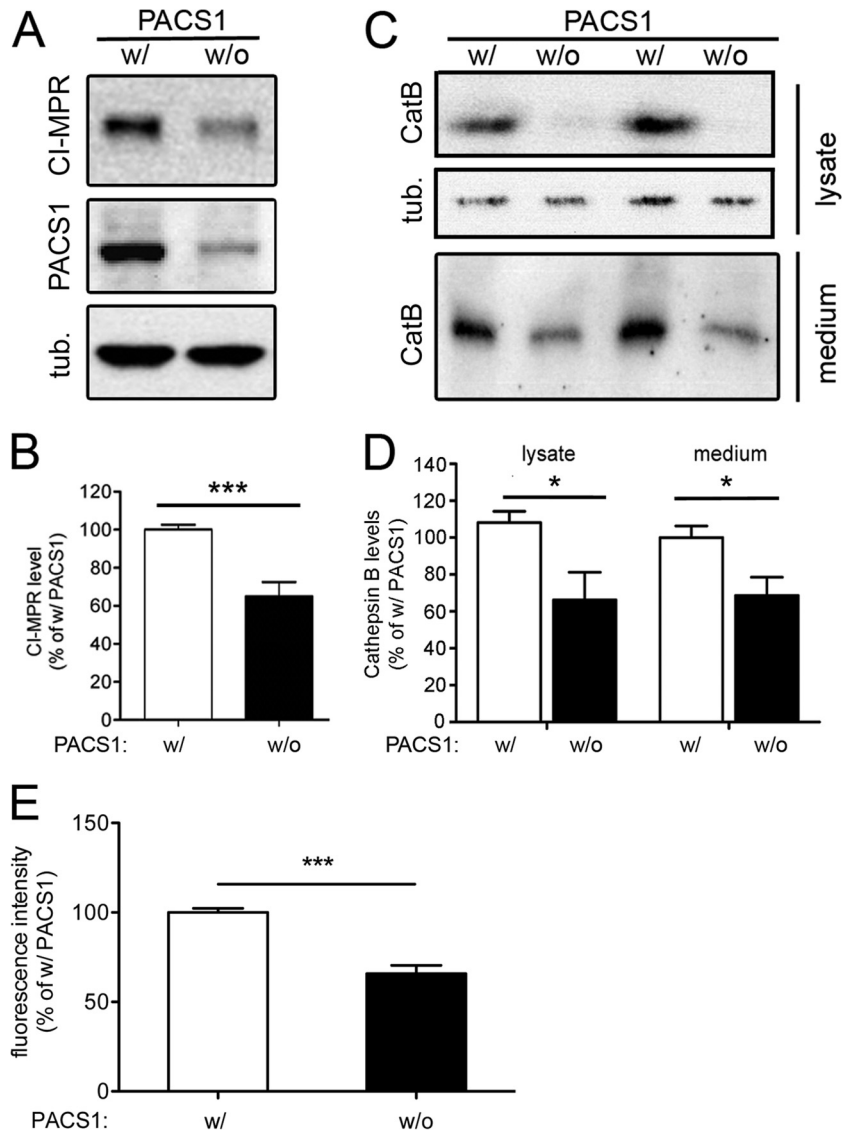 A
PACS1
w/ w/o
CI-MPR
PACS1
tub.
C
PACS1
w/ w/o w/ w/o
CatB
tub.
lysate
CatB
medium
B
CI-MPR level
(% of w/ PACS1)
120
100
80
60
40
20
0
***
PACS1: w/ w/o
D
Cathepsin B levels
(% of w/ PACS1)
140
120
100
80
60
40
20
0
lysate medium
* *
PACS1: w/ w/o w/ w/o
E
fluorescence intensity
(% of w/ PACS1)
150
100
50
0
***
PACS1: w/ w/o